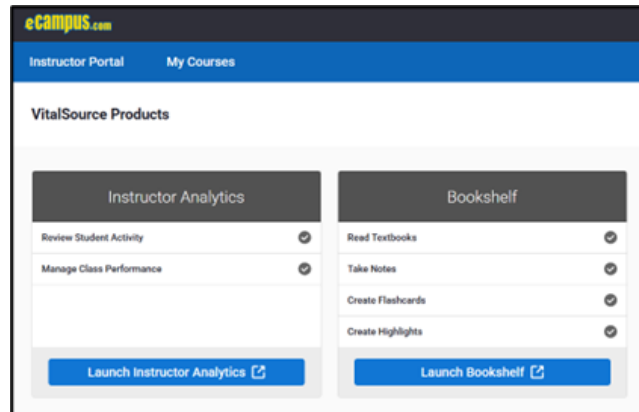 eCampus.com
Instructor Portal My Courses
VitalSource Products
Instructor Analytics
Review Student Activity
Manage Class Performance
Launch Instructor Analytics
Bookshelf
Read Textbooks
Take Notes
Create Flashcards
Create Highlights
Launch Bookshelf